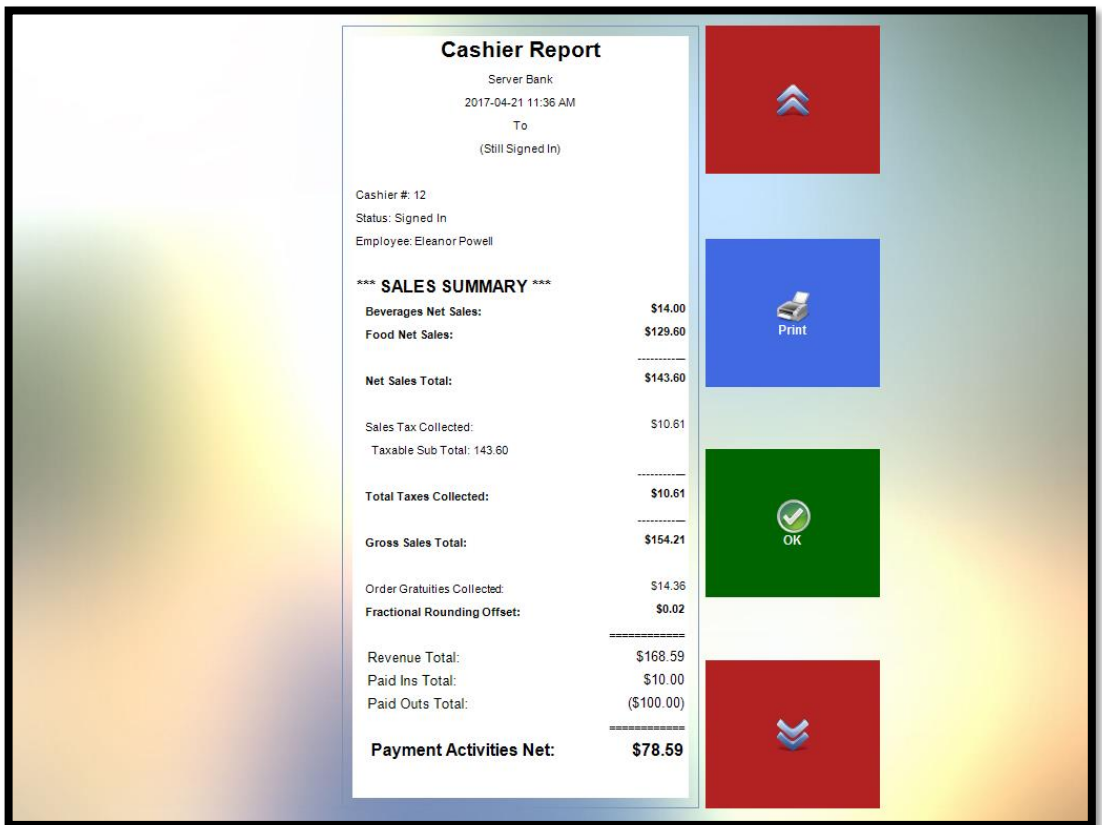 Cashier Report
Server Bank
2017-04-21 11:36 AM
To
(Still Signed In)
Cashier #: 12
Status: Signed In
Employee: Eleanor Powell
*** SALES SUMMARY ***
Beverages Net Sales: $14.00
Food Net Sales: $129.60
-----------
Net Sales Total: $143.60
Sales Tax Collected: $10.61
Taxable Sub Total: 143.60
-----------
Total Taxes Collected: $10.61
-----------
Gross Sales Total: $154.21
Order Gratuities Collected: $14.36
Fractional Rounding Offset: $0.02
============
Revenue Total: $168.59
Paid Ins Total: $10.00
Paid Outs Total: ($100.00)
============
Payment Activities Net: $78.59
Print
OK